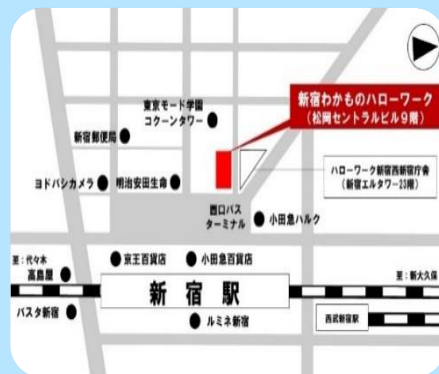 新宿わかものハローワーク
(松岡セントラルビル9階)
東京モード学園
コクーンタワー
新宿郵便局
ハローワーク新宿西新宿庁舎
(新宿エルタワー23階)
ヨドバシカメラ
明治安田生命
西口バス
ターミナル
小田急ハルク
至:代々木
京王百貨店
小田急百貨店
高島屋
至:新大久保
新宿駅
バスタ新宿
ルミネ新宿
西武新宿駅